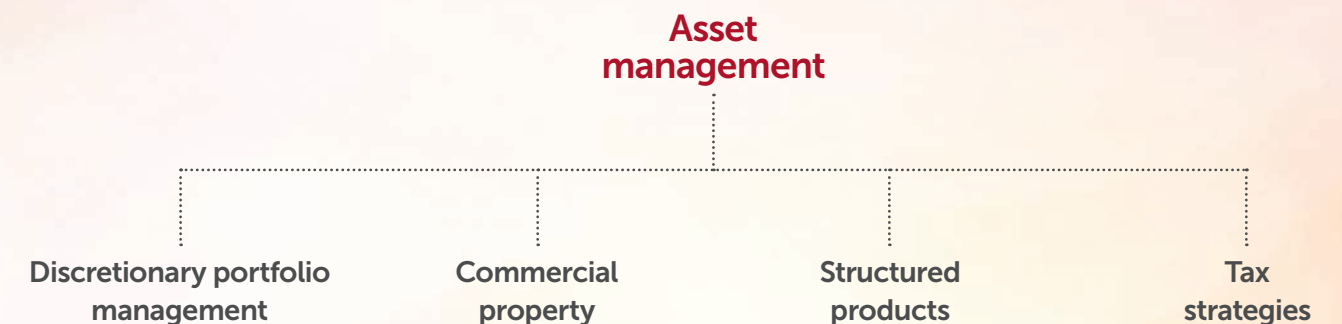 Asset
management
Discretionary portfolio
management
Commercial
property
Structured
products
Tax
strategies